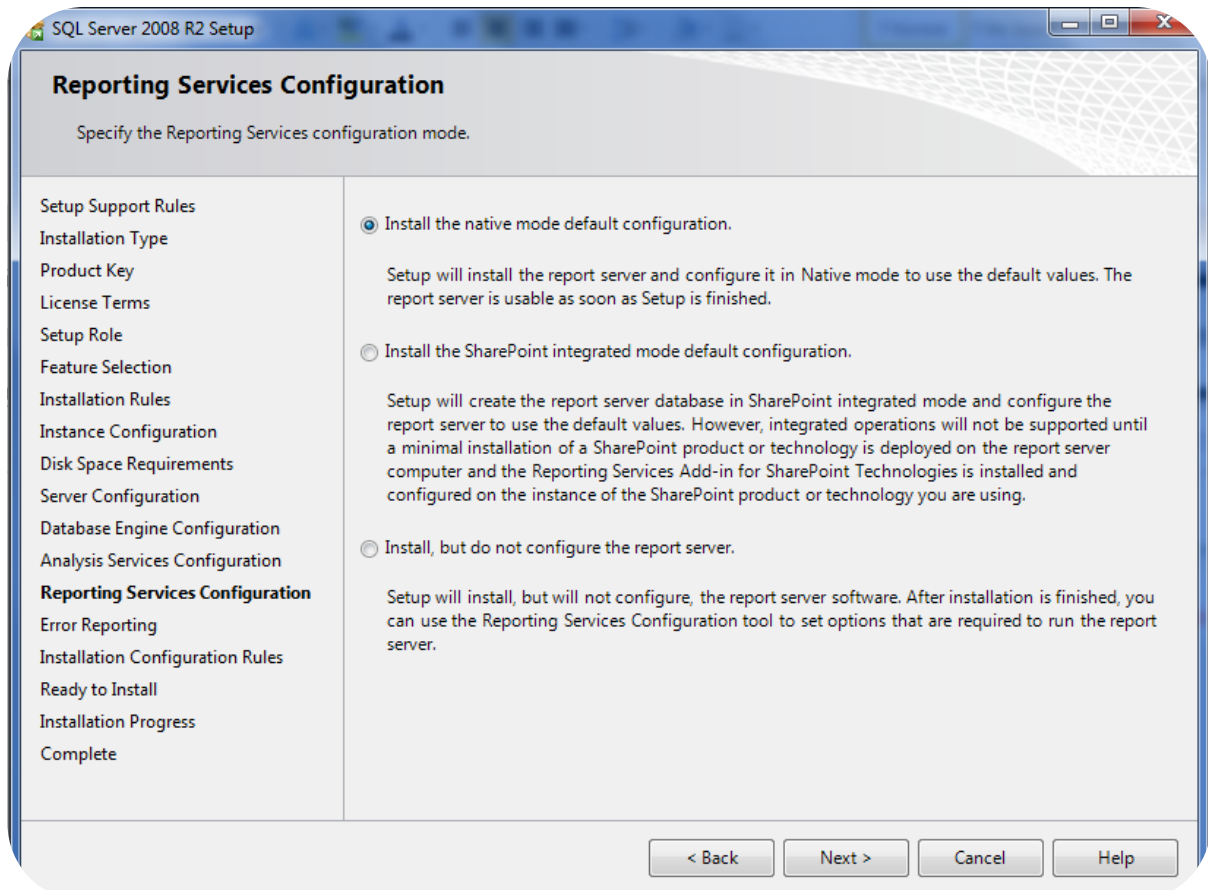 SQL Server 2008 R2 Setup
Reporting Services Configuration
Specify the Reporting Services configuration mode.
Setup Support Rules
Installation Type
Product Key
License Terms
Setup Role
Feature Selection
Installation Rules
Instance Configuration
Disk Space Requirements
Server Configuration
Database Engine Configuration
Analysis Services Configuration
Reporting Services Configuration
Error Reporting
Installation Configuration Rules
Ready to Install
Installation Progress
Complete
Install the native mode default configuration.
Setup will install the report server and configure it in Native mode to use the default values. The
report server is usable as soon as Setup is finished.
Install the SharePoint integrated mode default configuration.
Setup will create the report server database in SharePoint integrated mode and configure the
report server to use the default values. However, integrated operations will not be supported until
a minimal installation of a SharePoint product or technology is deployed on the report server
computer and the Reporting Services Add-in for SharePoint Technologies is installed and
configured on the instance of the SharePoint product or technology you are using.
Install, but do not configure the report server.
Setup will install, but will not configure, the report server software. After installation is finished, you
can use the Reporting Services Configuration tool to set options that are required to run the report
server.
< Back
Next >
Cancel
Help